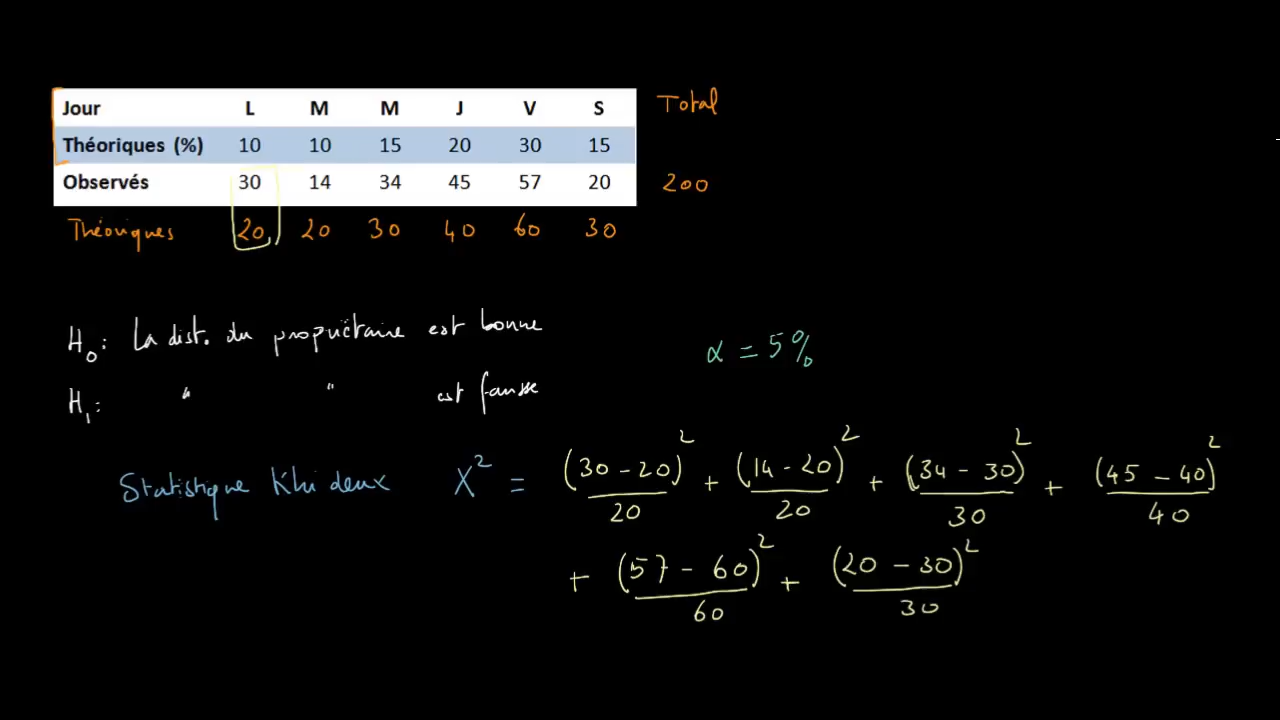 Jour L M M J V S Total
Théoriques (%) 10 10 15 20 30 15
Observés 30 14 34 45 57 20 200
Théoriques 20 20 30 40 60 30
H₀: La dist. du propriétaire est bonne
α = 5%
H₁: " " est fausse
Statistique Khi deux X² = (30 - 20)²/20 + (14 - 20)²/20 + (34 - 30)²/30 + (45 - 40)²/40
+ (57 - 60)²/60 + (20 - 30)²/30